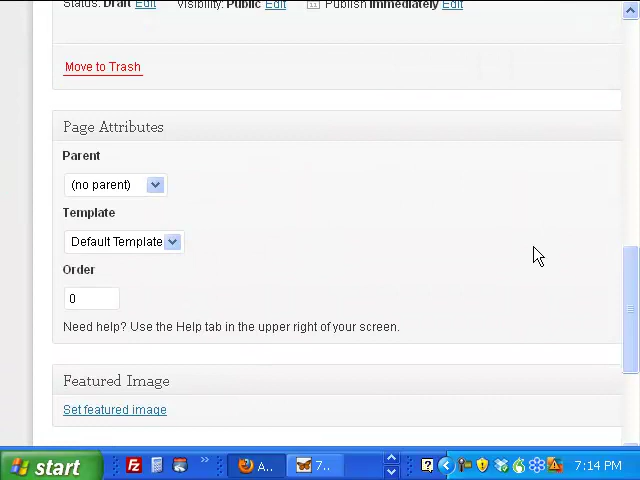 Status: Draft Edit Visibility: Public Edit Publish immediately Edit
Move to Trash
Page Attributes
Parent
(no parent)
Template
Default Template
Order
0
Need help? Use the Help tab in the upper right of your screen.
Featured Image
Set featured image
start A.. 7.. 7:14 PM